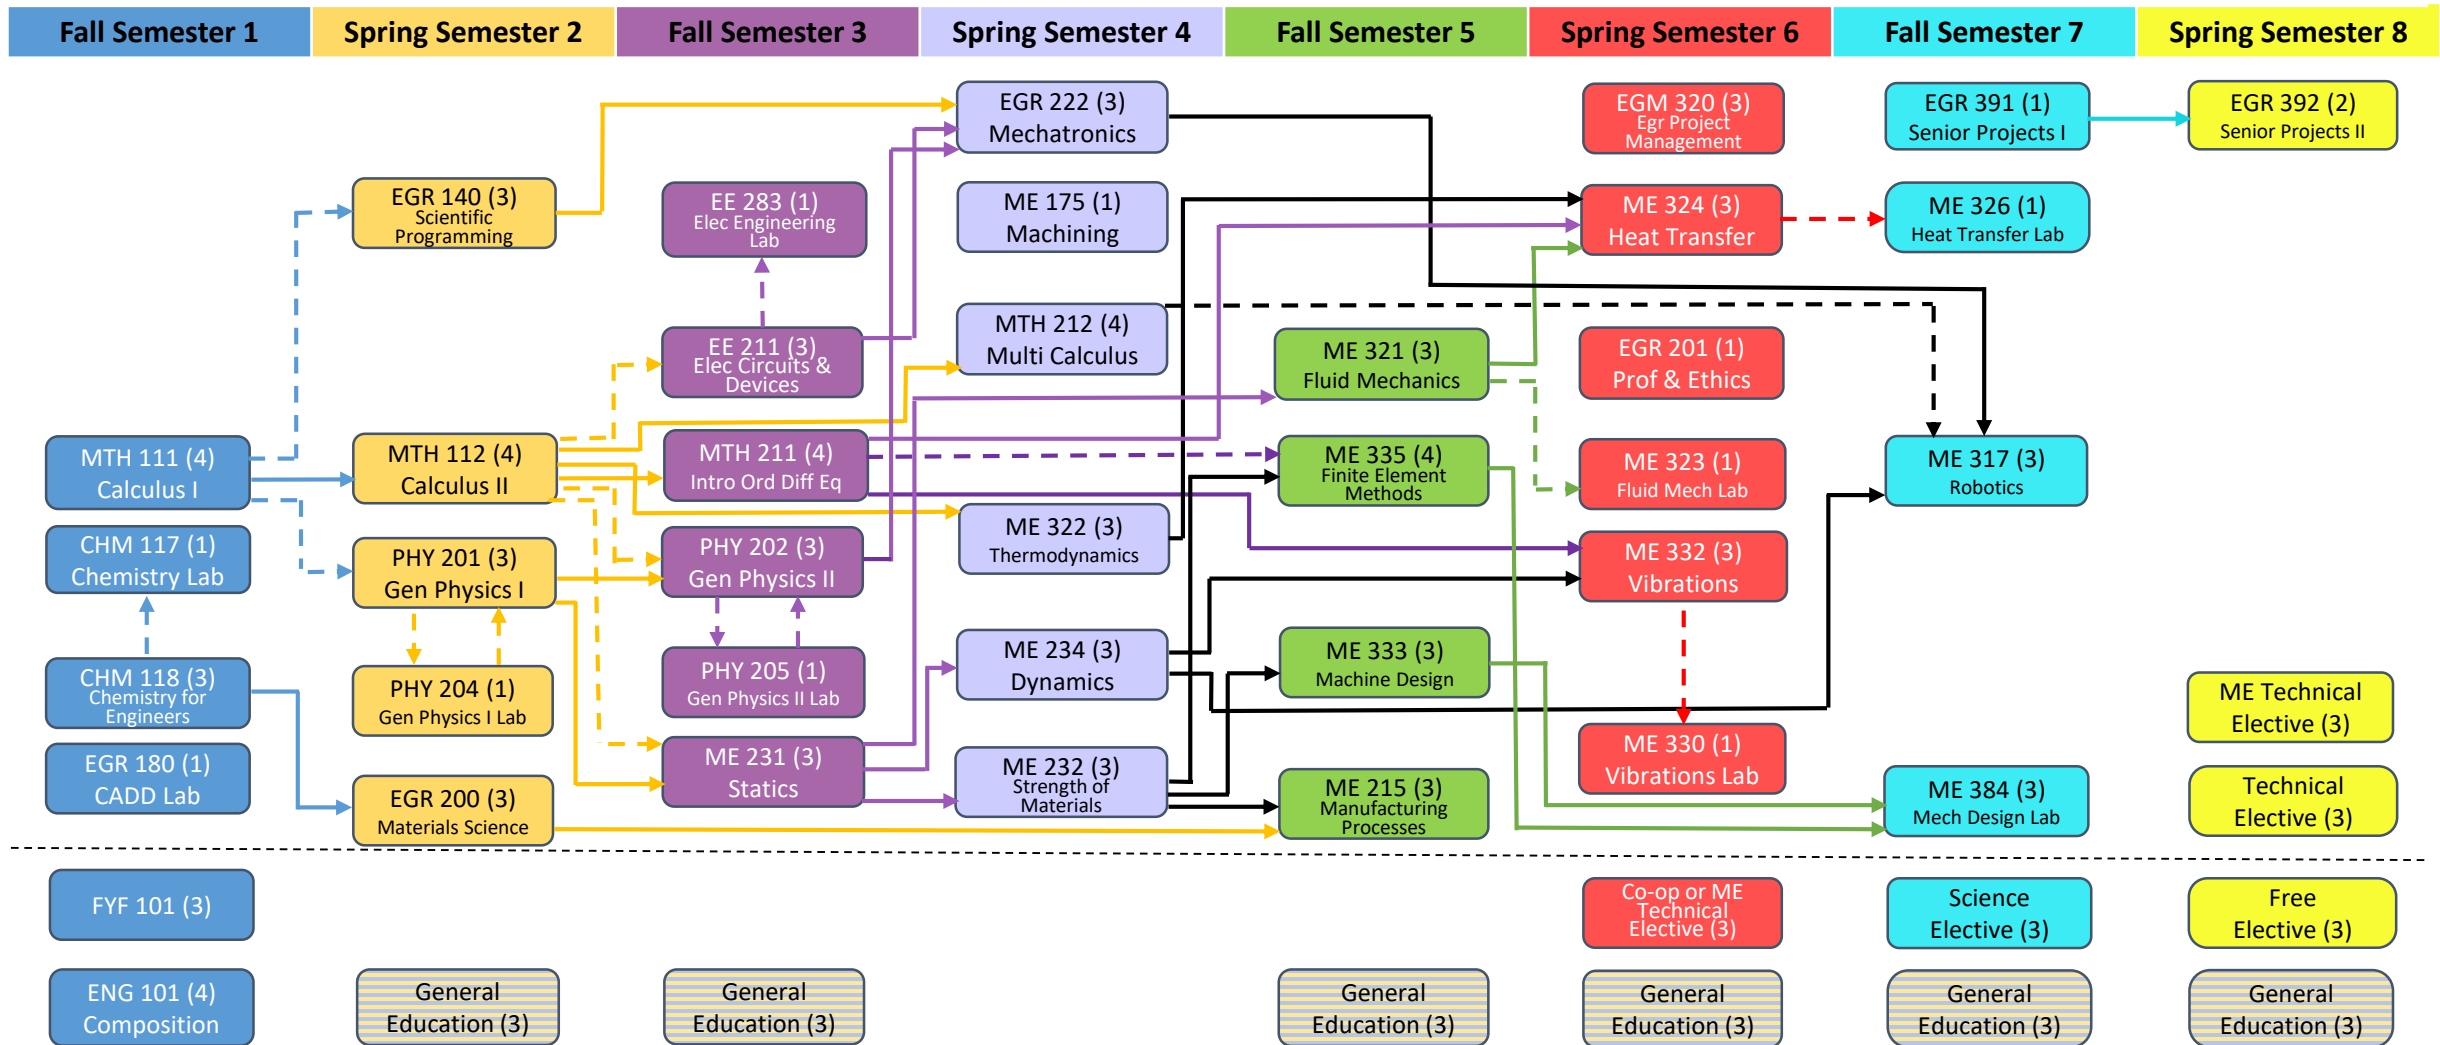 Fall Semester 1
Spring Semester 2
Fall Semester 3
Spring Semester 4
Fall Semester 5
Spring Semester 6
Fall Semester 7
Spring Semester 8
MTH 111 (4)
Calculus I
CHM 117 (1)
Chemistry Lab
CHM 118 (3)
Chemistry for
Engineers
EGR 180 (1)
CADD Lab
FYF 101 (3)
ENG 101 (4)
Composition
EGR 140 (3)
Scientific
Programming
MTH 112 (4)
Calculus II
PHY 201 (3)
Gen Physics I
PHY 204 (1)
Gen Physics I Lab
EGR 200 (3)
Materials Science
General
Education (3)
EE 283 (1)
Elec Engineering
Lab
EE 211 (3)
Elec Circuits &
Devices
MTH 211 (4)
Intro Ord Diff Eq
PHY 202 (3)
Gen Physics II
PHY 205 (1)
Gen Physics II Lab
ME 231 (3)
Statics
General
Education (3)
EGR 222 (3)
Mechatronics
ME 175 (1)
Machining
MTH 212 (4)
Multi Calculus
ME 322 (3)
Thermodynamics
ME 234 (3)
Dynamics
ME 232 (3)
Strength of
Materials
ME 321 (3)
Fluid Mechanics
ME 335 (4)
Finite Element
Methods
ME 333 (3)
Machine Design
ME 215 (3)
Manufacturing
Processes
General
Education (3)
EGM 320 (3)
Egr Project
Management
ME 324 (3)
Heat Transfer
EGR 201 (1)
Prof & Ethics
ME 323 (1)
Fluid Mech Lab
ME 332 (3)
Vibrations
ME 330 (1)
Vibrations Lab
Co-op or ME
Technical
Elective (3)
General
Education (3)
EGR 391 (1)
Senior Projects I
ME 326 (1)
Heat Transfer Lab
ME 317 (3)
Robotics
ME 384 (3)
Mech Design Lab
Science
Elective (3)
General
Education (3)
EGR 392 (2)
Senior Projects II
ME Technical
Elective (3)
Technical
Elective (3)
Free
Elective (3)
General
Education (3)